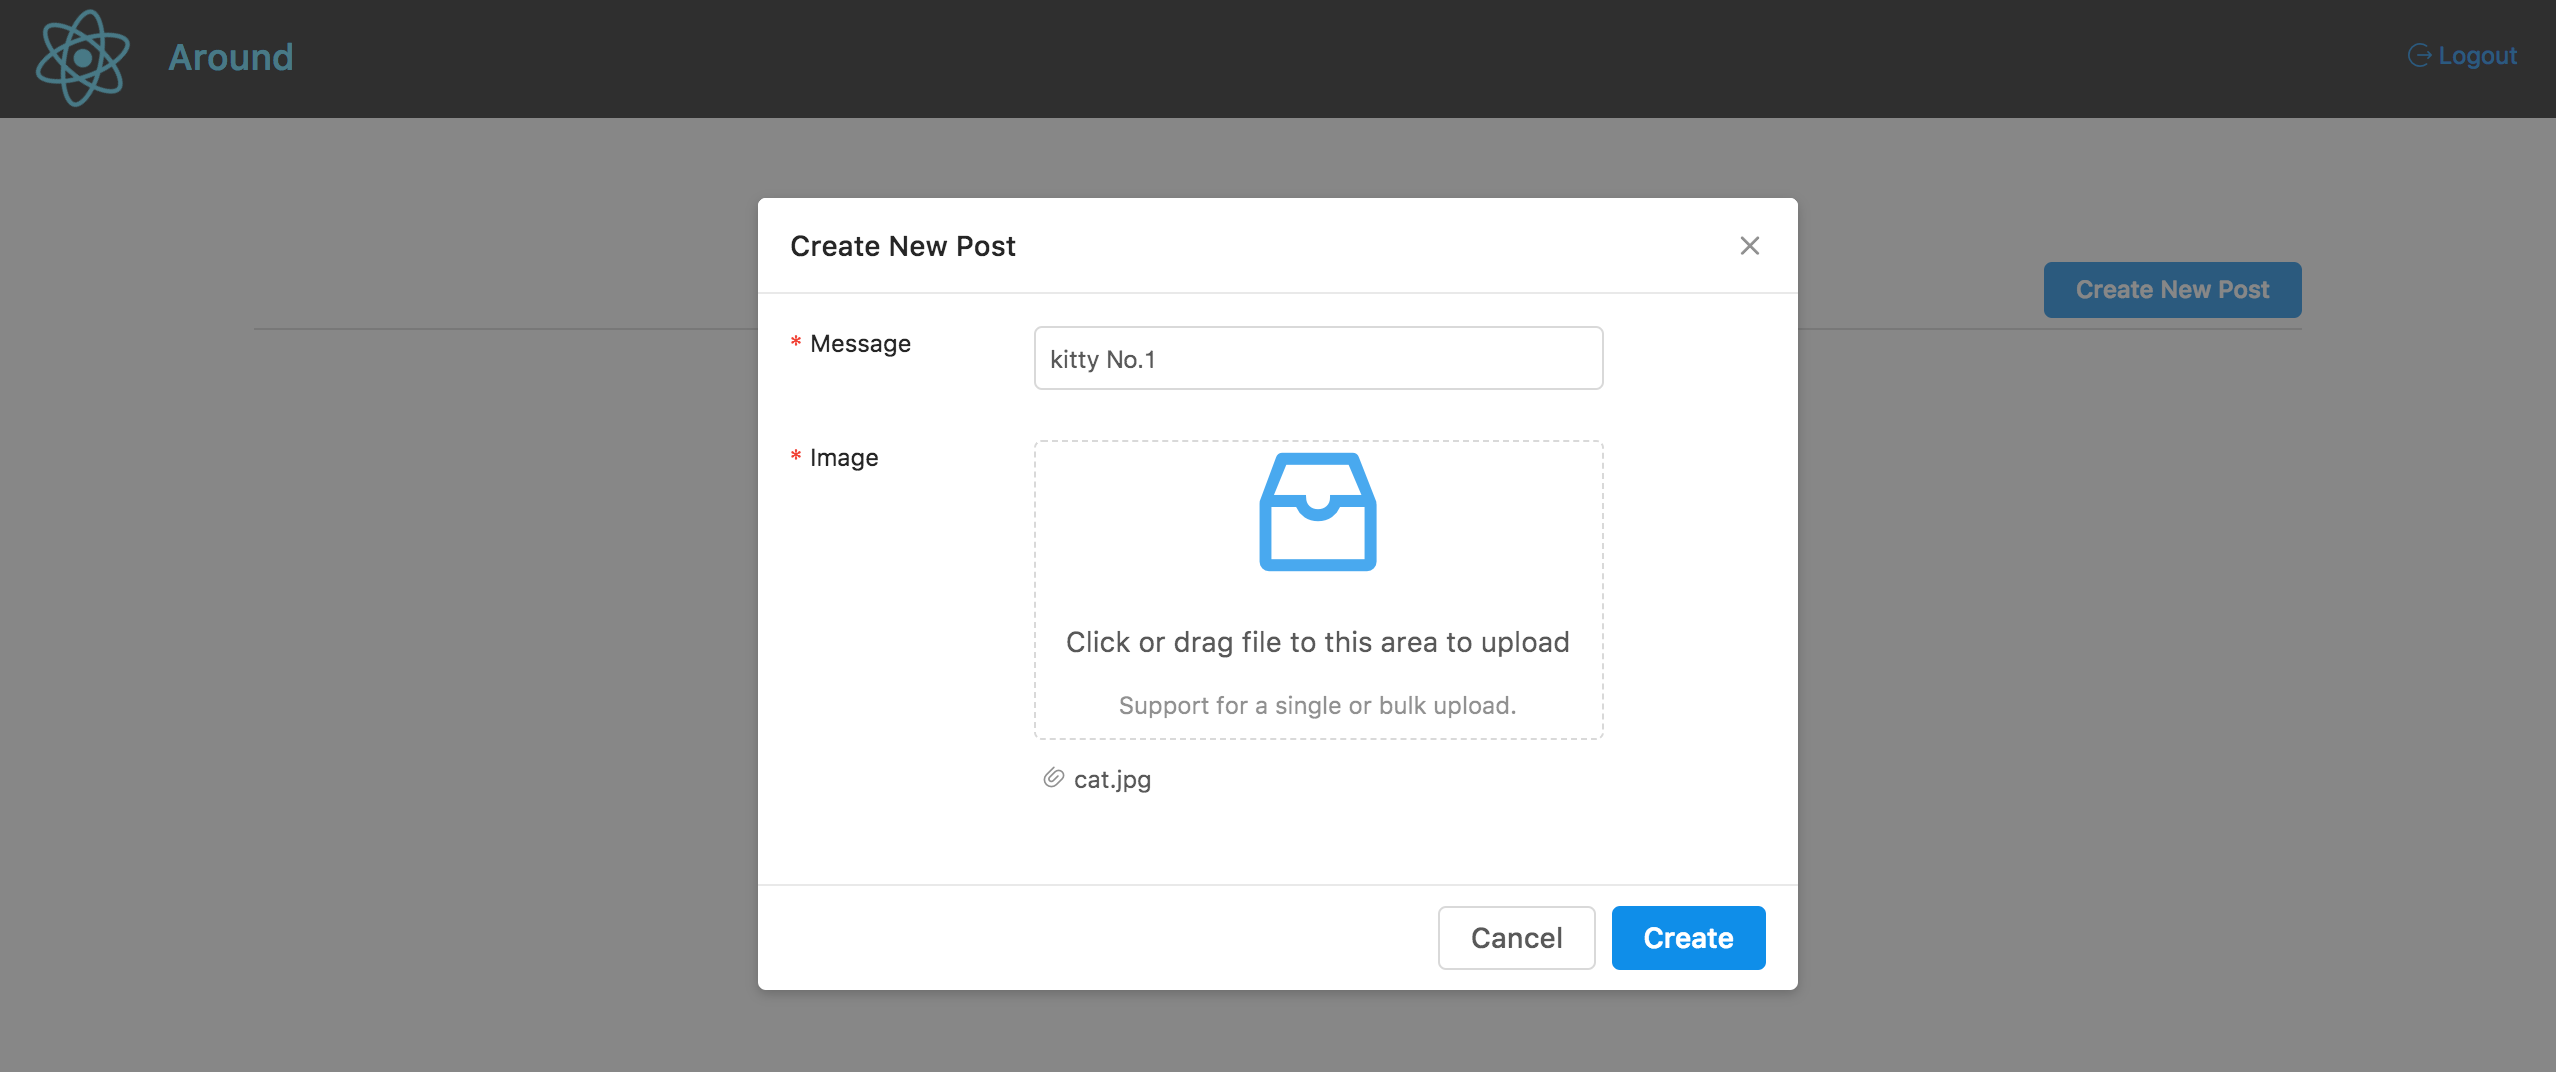 Around
Logout
Create New Post
Create New Post
* Message
kitty No.1
* Image
Click or drag file to this area to upload
Support for a single or bulk upload.
cat.jpg
Cancel
Create